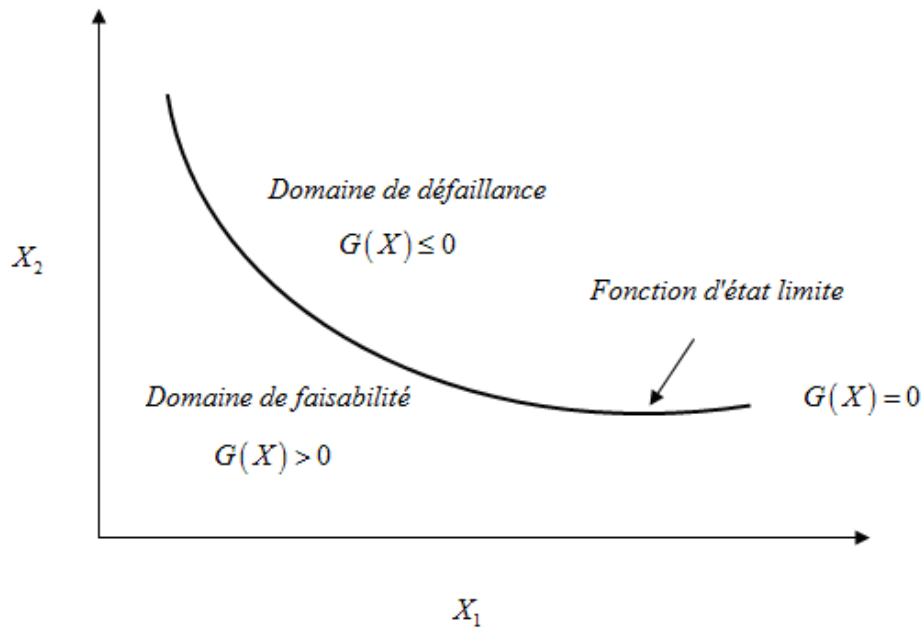 Domaine de défaillance
G(X) ≤ 0
X₂
Fonction d'état limite
Domaine de faisabilité
G(X) = 0
G(X) > 0
X₁